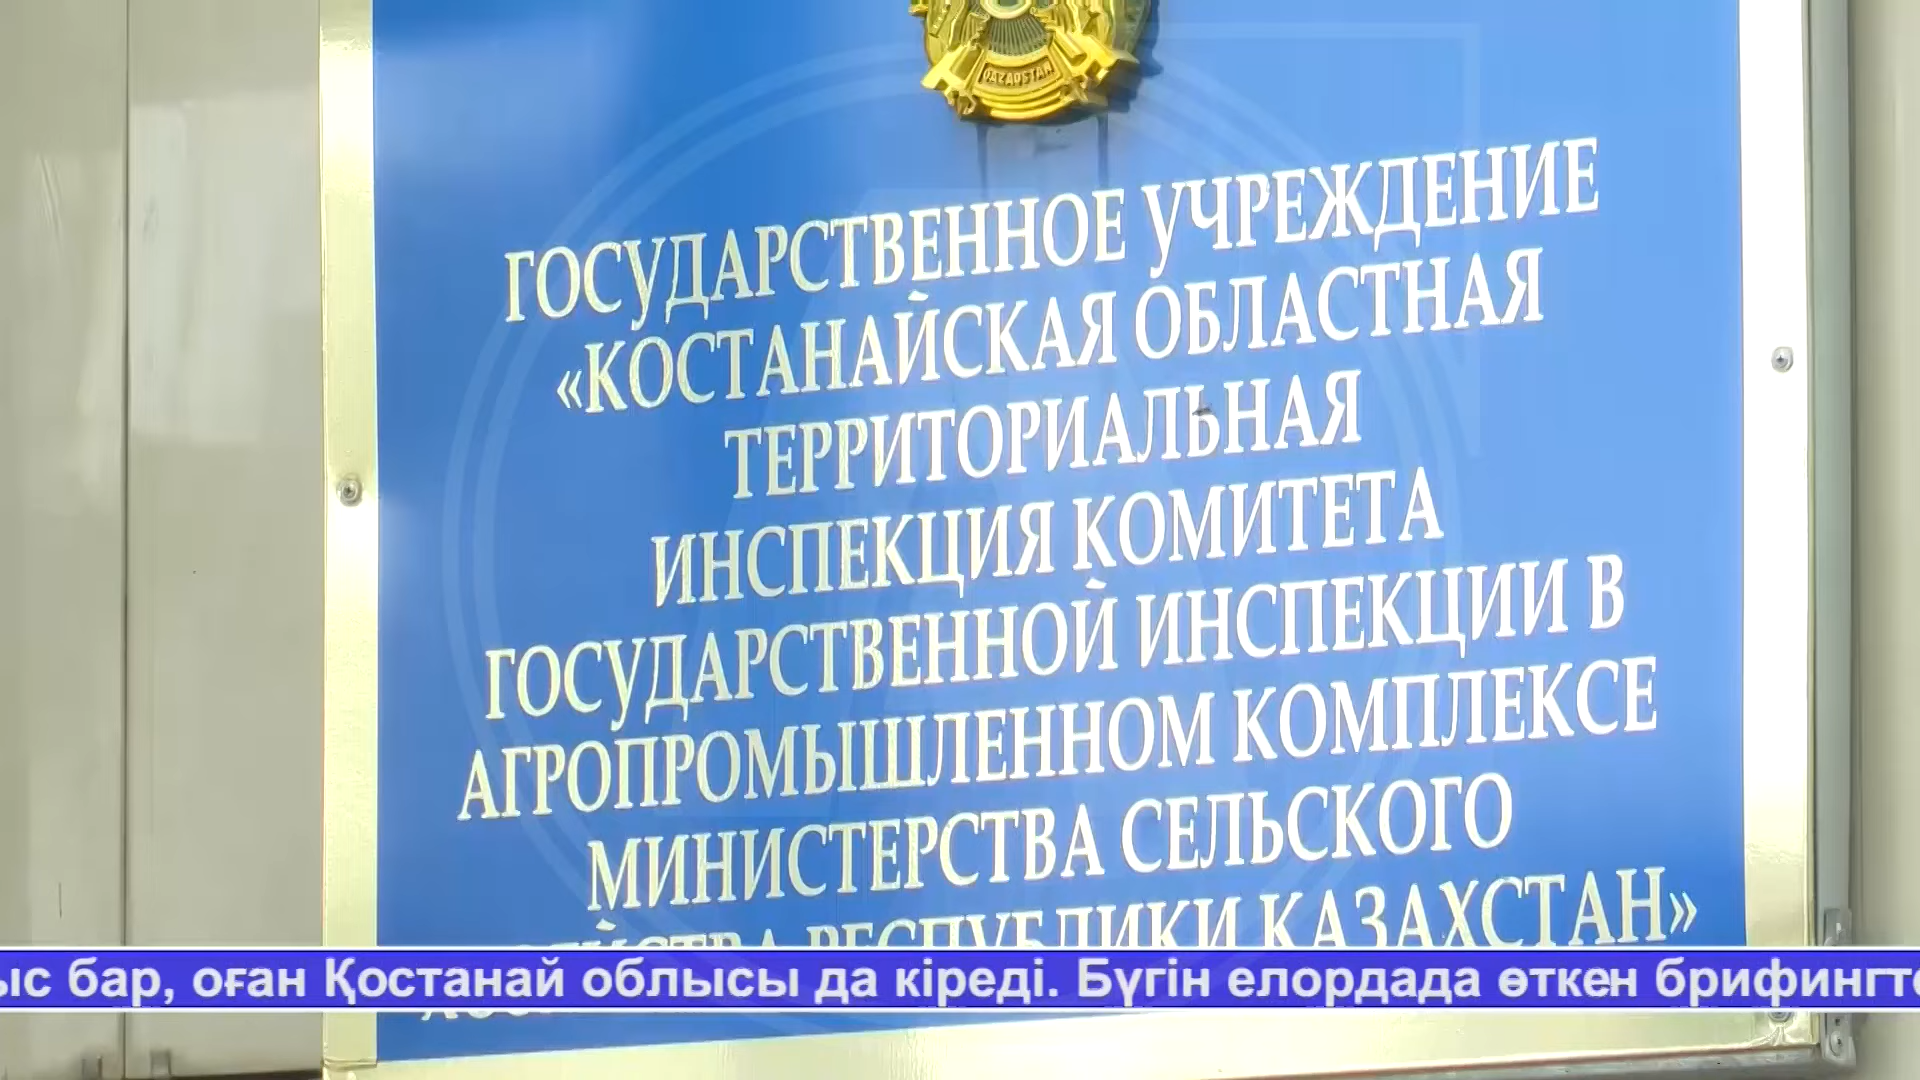 QAZAQSTAN
ГОСУДАРСТВЕННОЕ УЧРЕЖДЕНИЕ
«КОСТАНАЙСКАЯ ОБЛАСТНАЯ
ТЕРРИТОРИАЛЬНАЯ
ИНСПЕКЦИЯ КОМИТЕТА
ГОСУДАРСТВЕННОЙ ИНСПЕКЦИИ В
АГРОПРОМЫШЛЕННОМ КОМПЛЕКСЕ
МИНИСТЕРСТВА СЕЛЬСКОГО
РЕСПУБЛИКИ КАЗАХСТАН»
бар, оған Қостанай облысы да кіреді. Бүгін елордада өткен брифингте